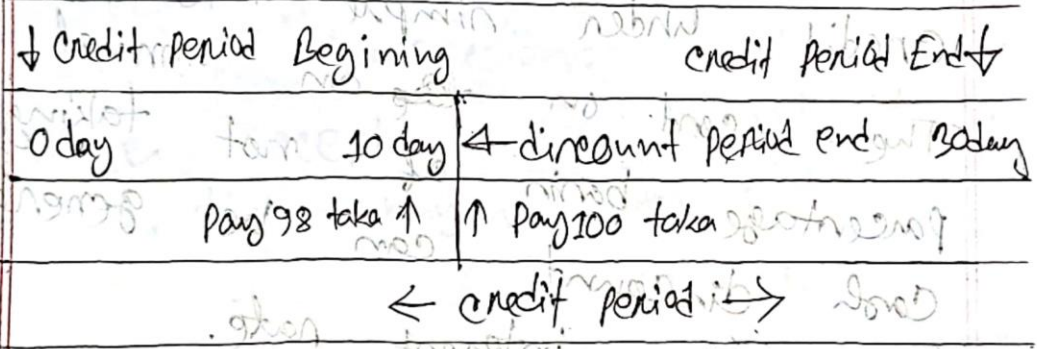 ↓ Credit Period Begining Credit Period End ↓
0 day 10 day ← discount Period end 30 day
Pay 98 taka ↑ ↑ Pay 100 taka
← credit period →